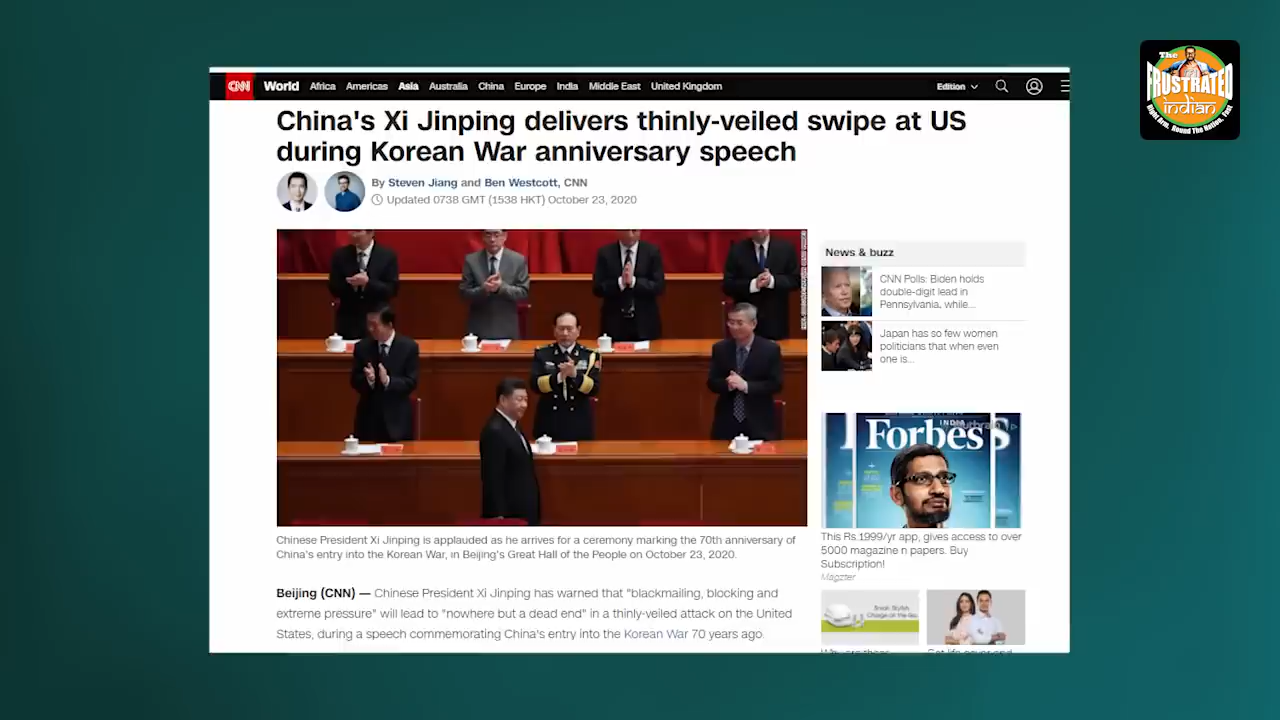 The
FRUSTRATED
indian
CNN World Africa Americas Asia Australia China Europe India Middle East United Kingdom Edition
China's Xi Jinping delivers thinly-veiled swipe at US
during Korean War anniversary speech
By Steven Jiang and Ben Westcott, CNN
Updated 0738 GMT (1538 HKT) October 23, 2020
Chinese President Xi Jinping is applauded as he arrives for a ceremony marking the 70th anniversary of
China's entry into the Korean War, in Beijing's Great Hall of the People on October 23, 2020.
Beijing (CNN) — Chinese President Xi Jinping has warned that "blackmailing, blocking and
extreme pressure" will lead to "nowhere but a dead end" in a thinly-veiled attack on the United
States, during a speech commemorating China's entry into the Korean War 70 years ago.
News & buzz
CNN Polls: Biden holds
double-digit lead in
Pennsylvania, while...
Japan has so few women
politicians that when even
one is...
INDIA
Forbes
This Rs.1999/yr app, gives access to over
5000 magazine n papers. Buy
Subscription!
Magzter